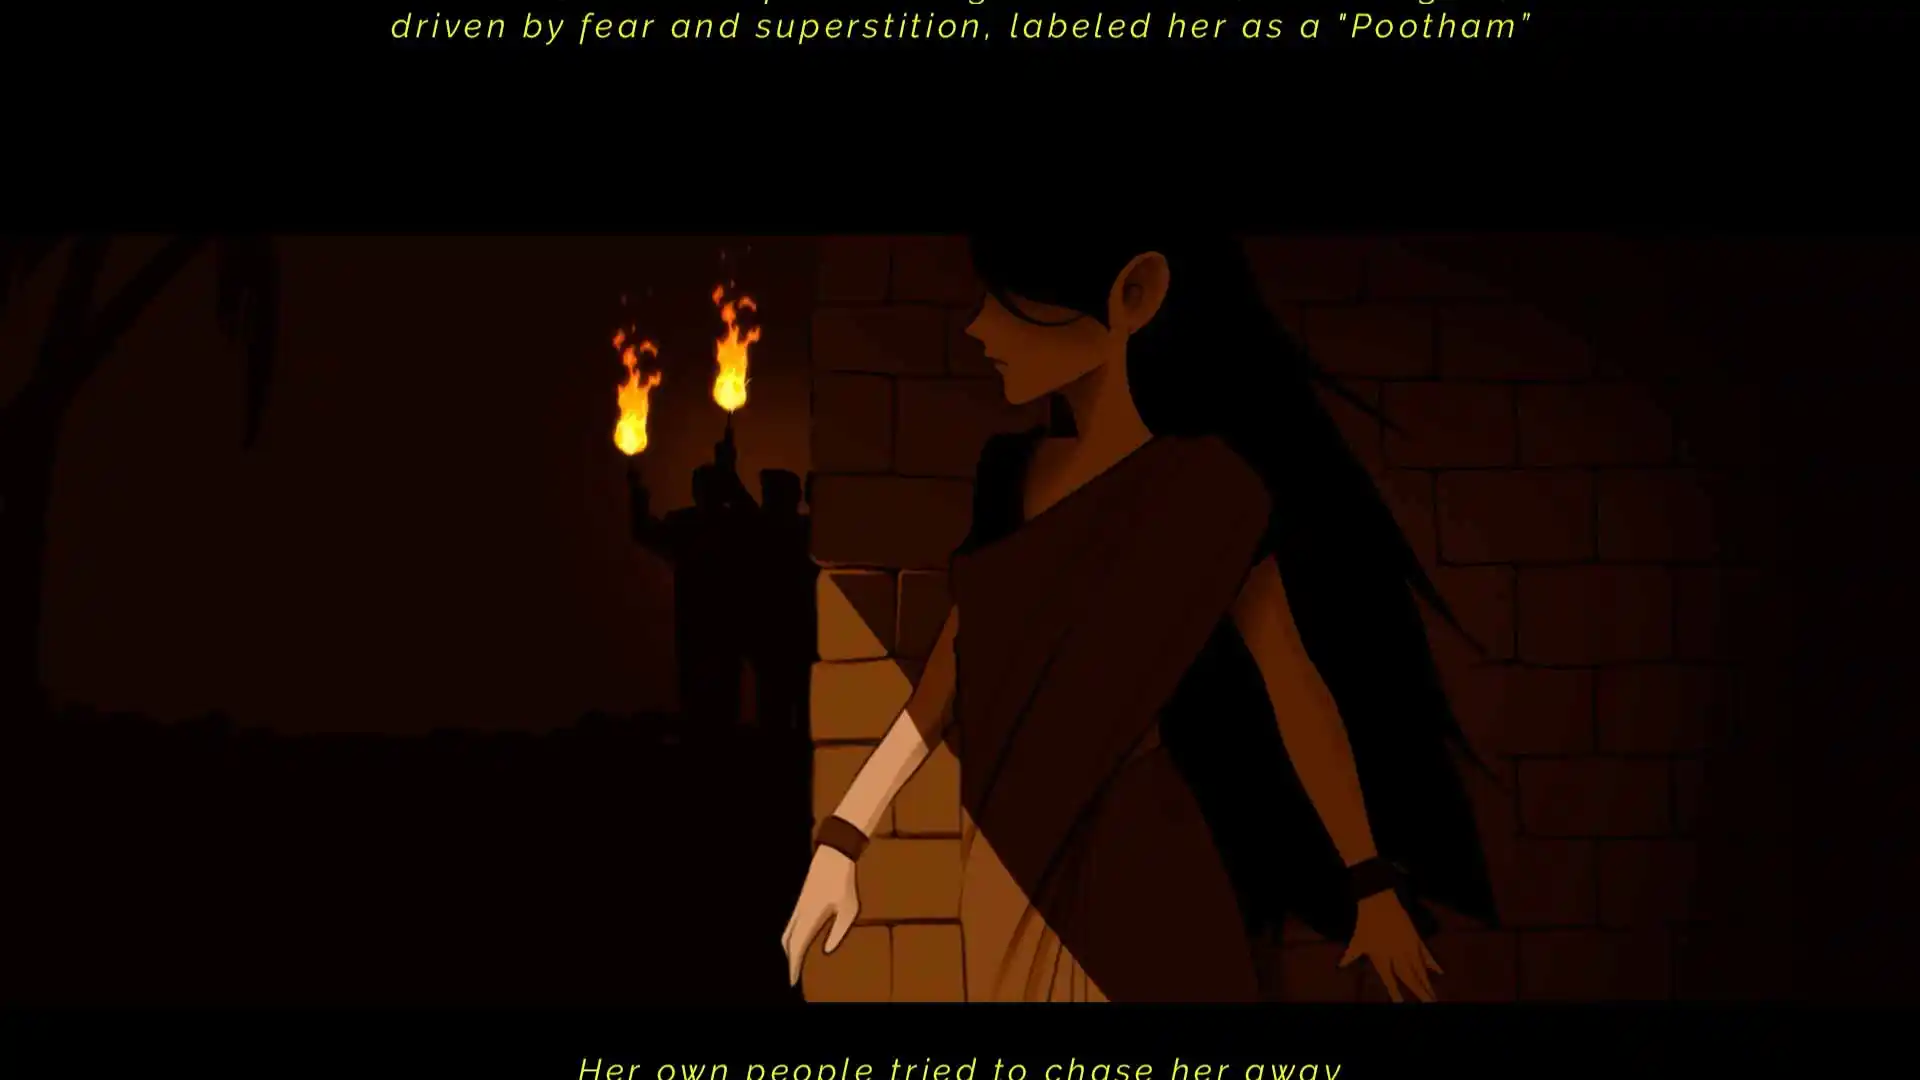 driven by fear and superstition, labeled her as a "Pootham"
Her own people tried to chase her away